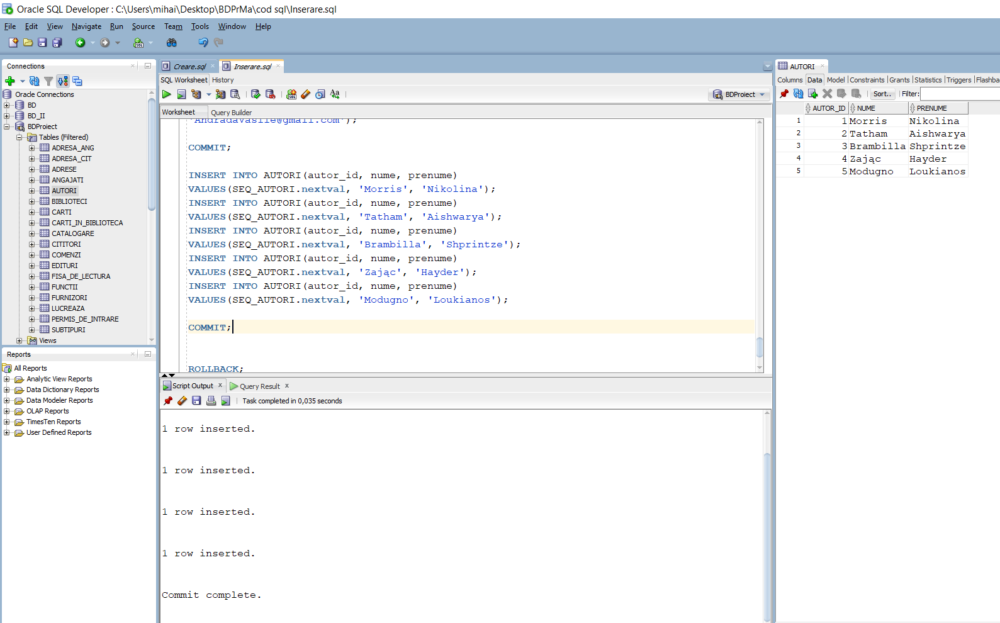 Oracle SQL Developer : C:\Users\mihai\Desktop\BDPrMa\cod sql\Inserare.sql
File Edit View Navigate Run Source Team Tools Window Help
Connections
Oracle Connections
BD
BD_II
BDProiect
Tables (Filtered)
ADRESA_ANG
ADRESA_CIT
ADRESE
ANGAJATI
AUTORI
BIBLIOTECI
CARTI
CARTI_IN_BIBLIOTECA
CATALOGARE
CITITORI
COMENZI
EDITURI
FISA_DE_LECTURA
FUNCTII
FURNIZORI
LUCREAZA
PERMIS_DE_INTRARE
SUBTIPURI
Views
Reports
All Reports
Analytic View Reports
Data Dictionary Reports
Data Modeler Reports
OLAP Reports
TimesTen Reports
User Defined Reports
Creare.sql Inserare.sql
SQL Worksheet History
BDProiect
Worksheet Query Builder
'AndradaVasile@gmail.com');
COMMIT;
INSERT INTO AUTORI(autor_id, nume, prenume)
VALUES(SEQ_AUTORI.nextval, 'Morris', 'Nikolina');
INSERT INTO AUTORI(autor_id, nume, prenume)
VALUES(SEQ_AUTORI.nextval, 'Tatham', 'Aishwarya');
INSERT INTO AUTORI(autor_id, nume, prenume)
VALUES(SEQ_AUTORI.nextval, 'Brambilla', 'Shprintze');
INSERT INTO AUTORI(autor_id, nume, prenume)
VALUES(SEQ_AUTORI.nextval, 'Zając', 'Hayder');
INSERT INTO AUTORI(autor_id, nume, prenume)
VALUES(SEQ_AUTORI.nextval, 'Modugno', 'Loukianos');
COMMIT;
ROLLBACK;
Script Output x Query Result x
Task completed in 0,035 seconds
1 row inserted.
1 row inserted.
1 row inserted.
1 row inserted.
Commit complete.
AUTORI
Columns Data Model Constraints Grants Statistics Triggers Flashba
Sort.. Filter:
AUTOR_ID NUME PRENUME
1 1 Morris Nikolina
2 2 Tatham Aishwarya
3 3 Brambilla Shprintze
4 4 Zając Hayder
5 5 Modugno Loukianos